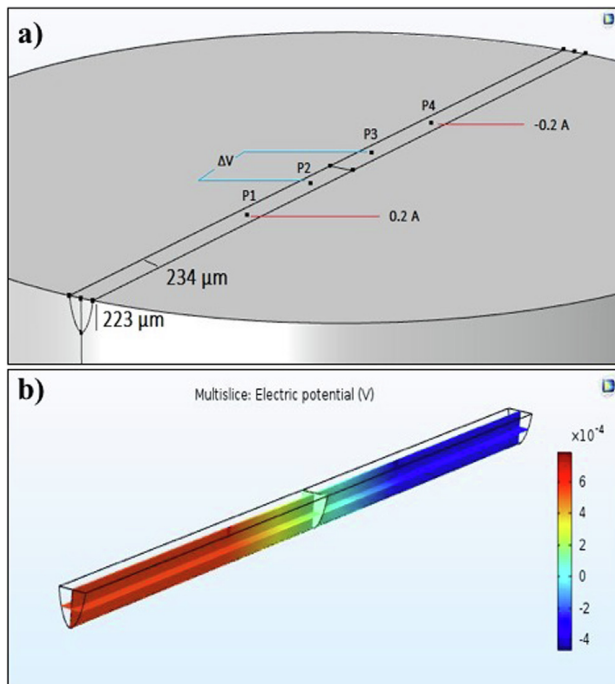 a)
P4
-0.2 A
P3
ΔV
P2
P1
0.2 A
234 μm
223 μm
b)
Multislice: Electric potential (V)
×10⁻⁴
6
4
2
0
-2
-4